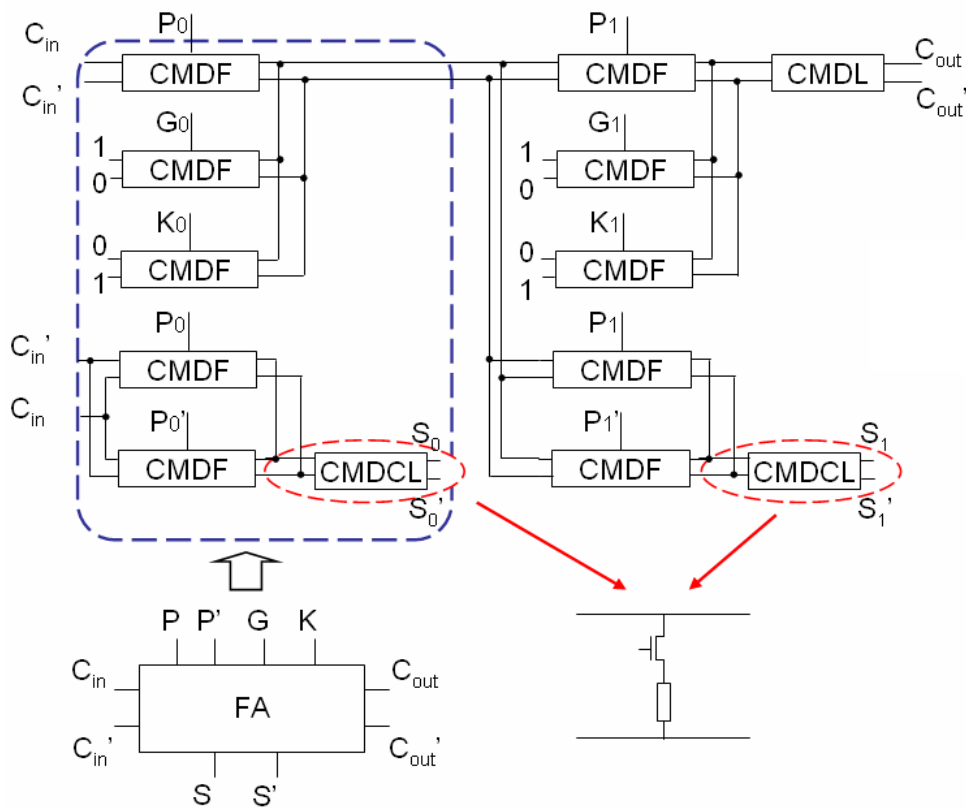 P0 P1
Cin Cout
CMDF CMDF CMDL
Cin' Cout'
G0 G1
1 1
CMDF CMDF
0 0
K0 K1
0 0
CMDF CMDF
1 1
P0 P1
Cin'
CMDF CMDF
Cin
P0' P1'
S0 S1
CMDF CMDCL CMDF CMDCL
S0' S1'
P P' G K
Cin Cout
FA
Cin' Cout'
S S'